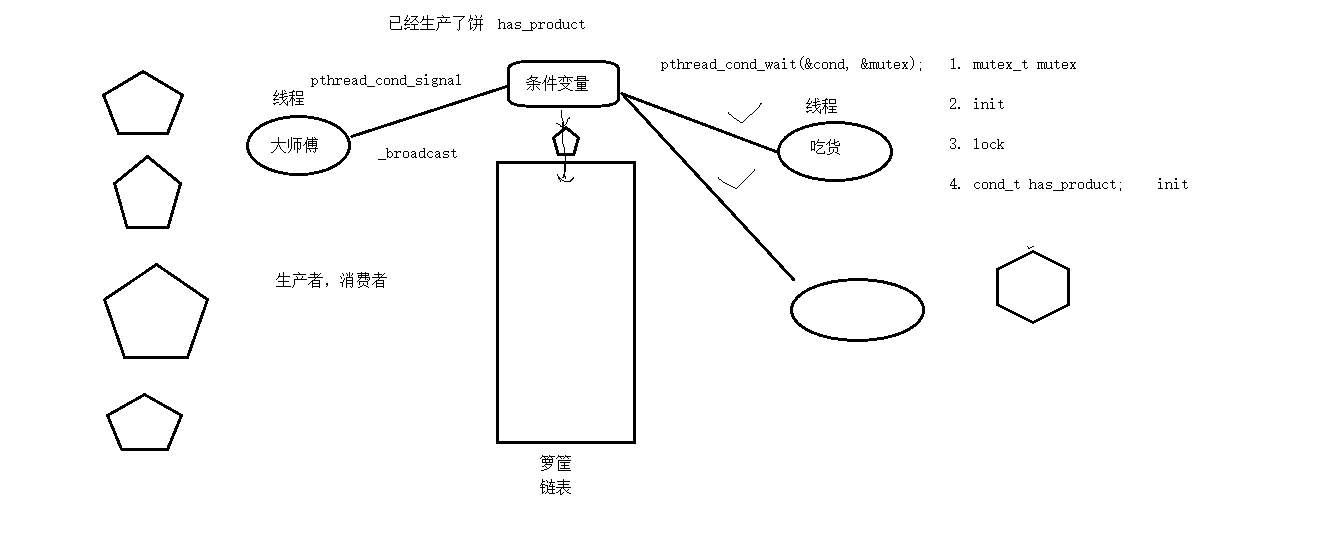 已经生产了饼 has_product
pthread_cond_signal
线程
大师傅
_broadcast
条件变量
pthread_cond_wait(&cond, &mutex);
线程
吃货
1. mutex_t mutex
2. init
3. lock
4. cond_t has_product; init
生产者，消费者
箩筐
链表